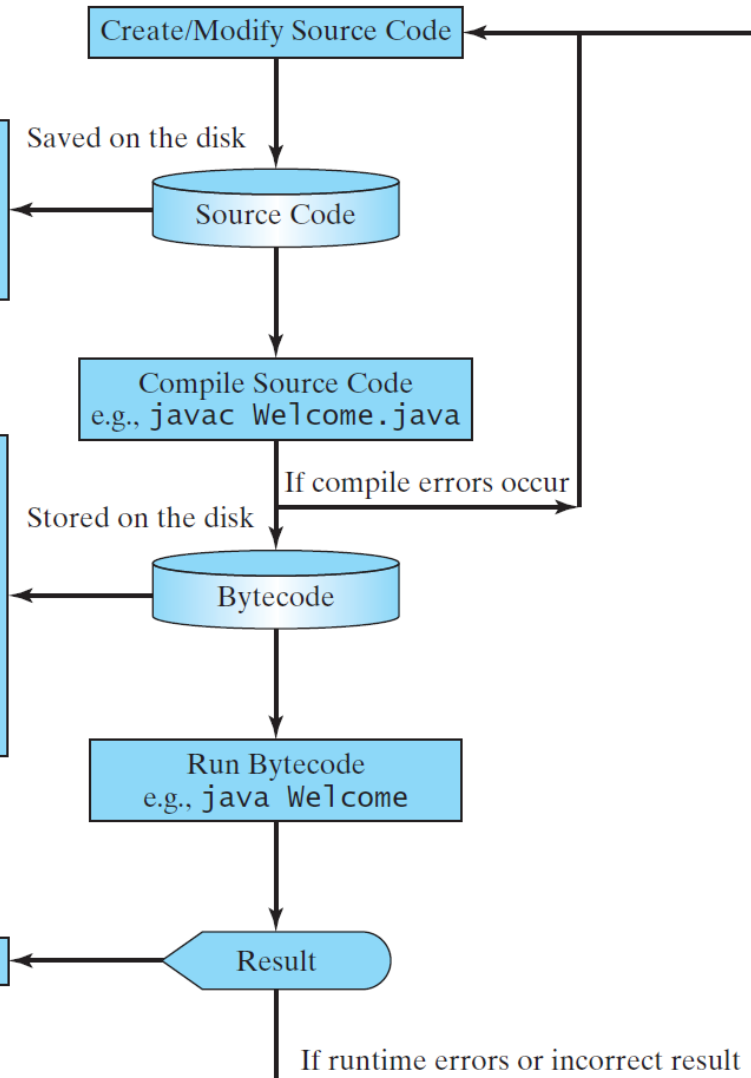 Create/Modify Source Code
Saved on the disk
Source Code
Compile Source Code
e.g., javac Welcome.java
If compile errors occur
Stored on the disk
Bytecode
Run Bytecode
e.g., java Welcome
Result
If runtime errors or incorrect result